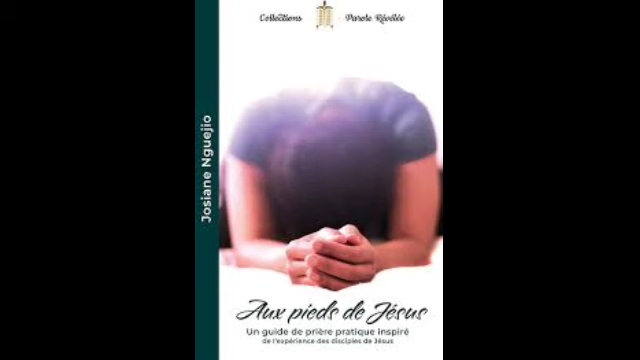 Collections Parole Révélée
Josiane Nguejio
Aux pieds de Jésus
Un guide de prière pratique inspiré
de l'expérience des disciples de Jésus